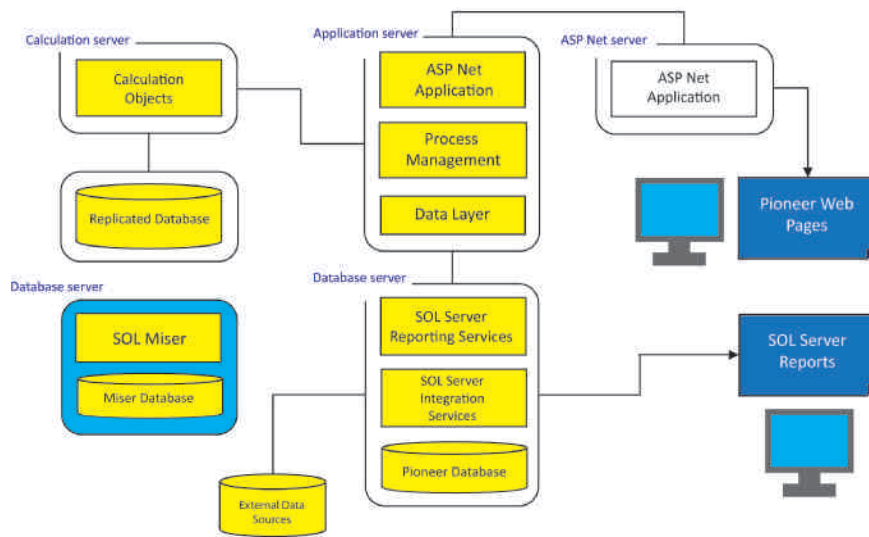 Calculation server
Calculation
Objects
Replicated Database
Database server
SOL Miser
Miser Database
Application server
ASP Net
Application
Process
Management
Data Layer
Database server
SOL Server
Reporting Services
SOL Server
Integration
Services
Pioneer Database
External Data
Sources
ASP Net server
ASP Net
Application
Pioneer Web
Pages
SOL Server
Reports